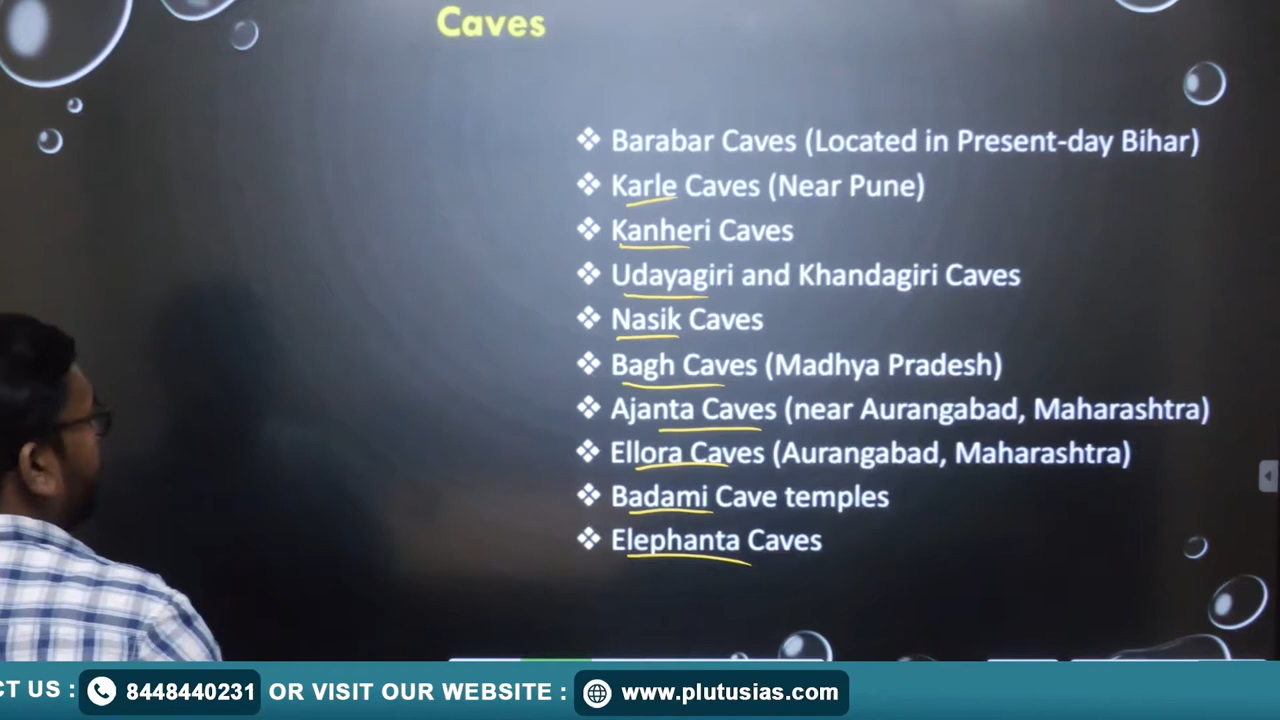 Caves
❖ Barabar Caves (Located in Present-day Bihar)
❖ Karle Caves (Near Pune)
❖ Kanheri Caves
❖ Udayagiri and Khandagiri Caves
❖ Nasik Caves
❖ Bagh Caves (Madhya Pradesh)
❖ Ajanta Caves (near Aurangabad, Maharashtra)
❖ Ellora Caves (Aurangabad, Maharashtra)
❖ Badami Cave temples
❖ Elephanta Caves
CT US : 8448440231 OR VISIT OUR WEBSITE : www.plutusias.com